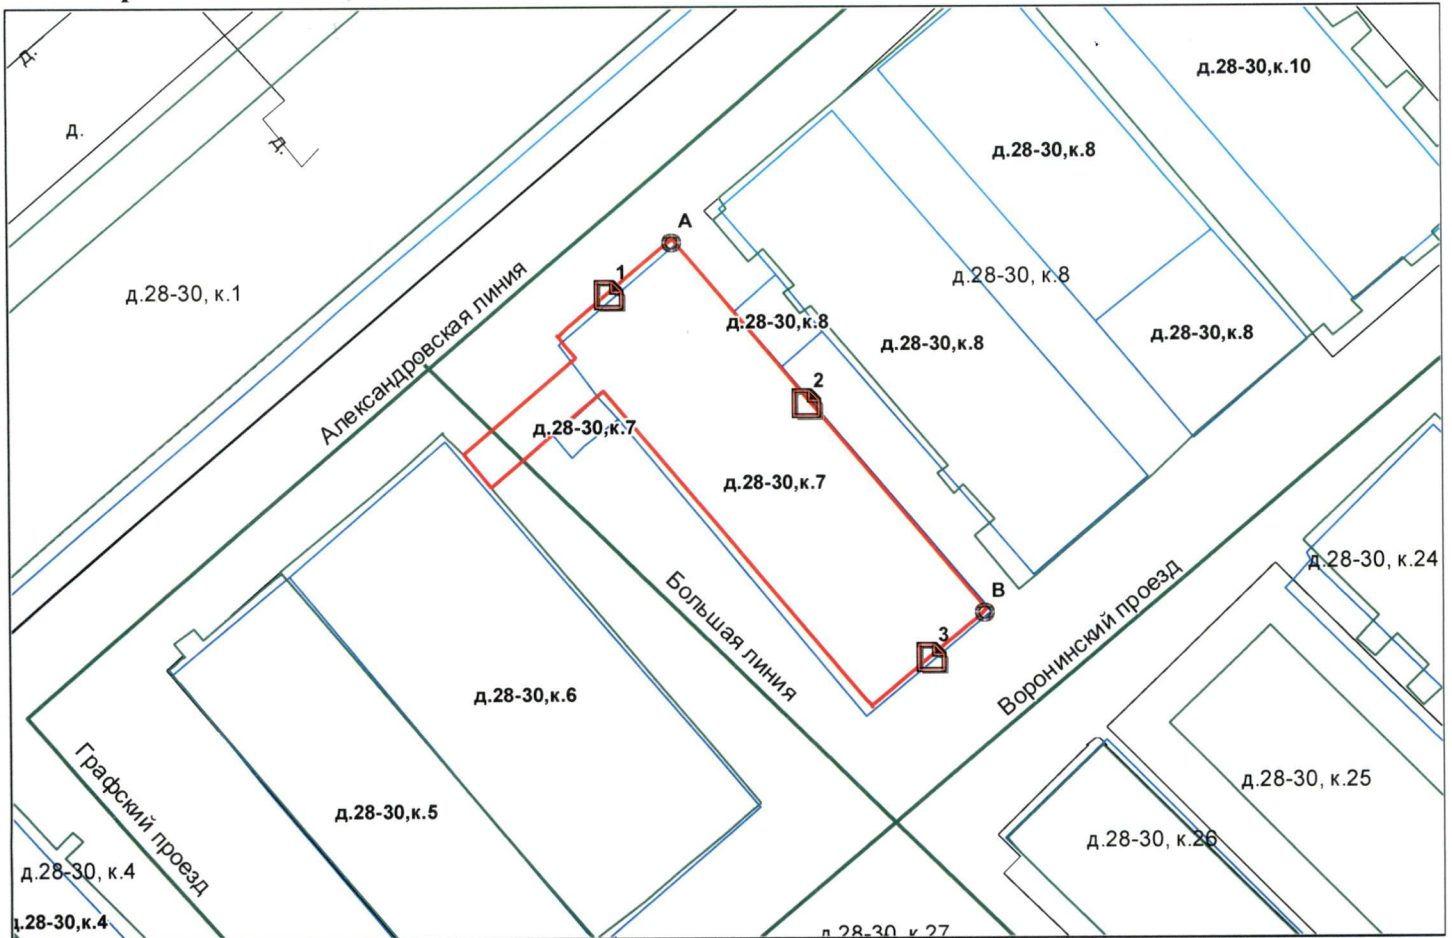 д.
д.28-30,к.10
д.
д.
д.28-30,к.8
А
1
д.28-30, к.8
д.28-30, к.1
Александровская линия
д.28-30,к.8
д.28-30,к.8
д.28-30,к.8
2
д.28-30,к.7
д.28-30,к.7
д.28-30, к.24
Большая линия
В
Воронинский проезд
3
д.28-30,к.6
д.28-30, к.25
Графский проезд
д.28-30,к.5
д.28-30, к.26
д.28-30, к.4
д.28-30,к.4
д.28-30, к.27